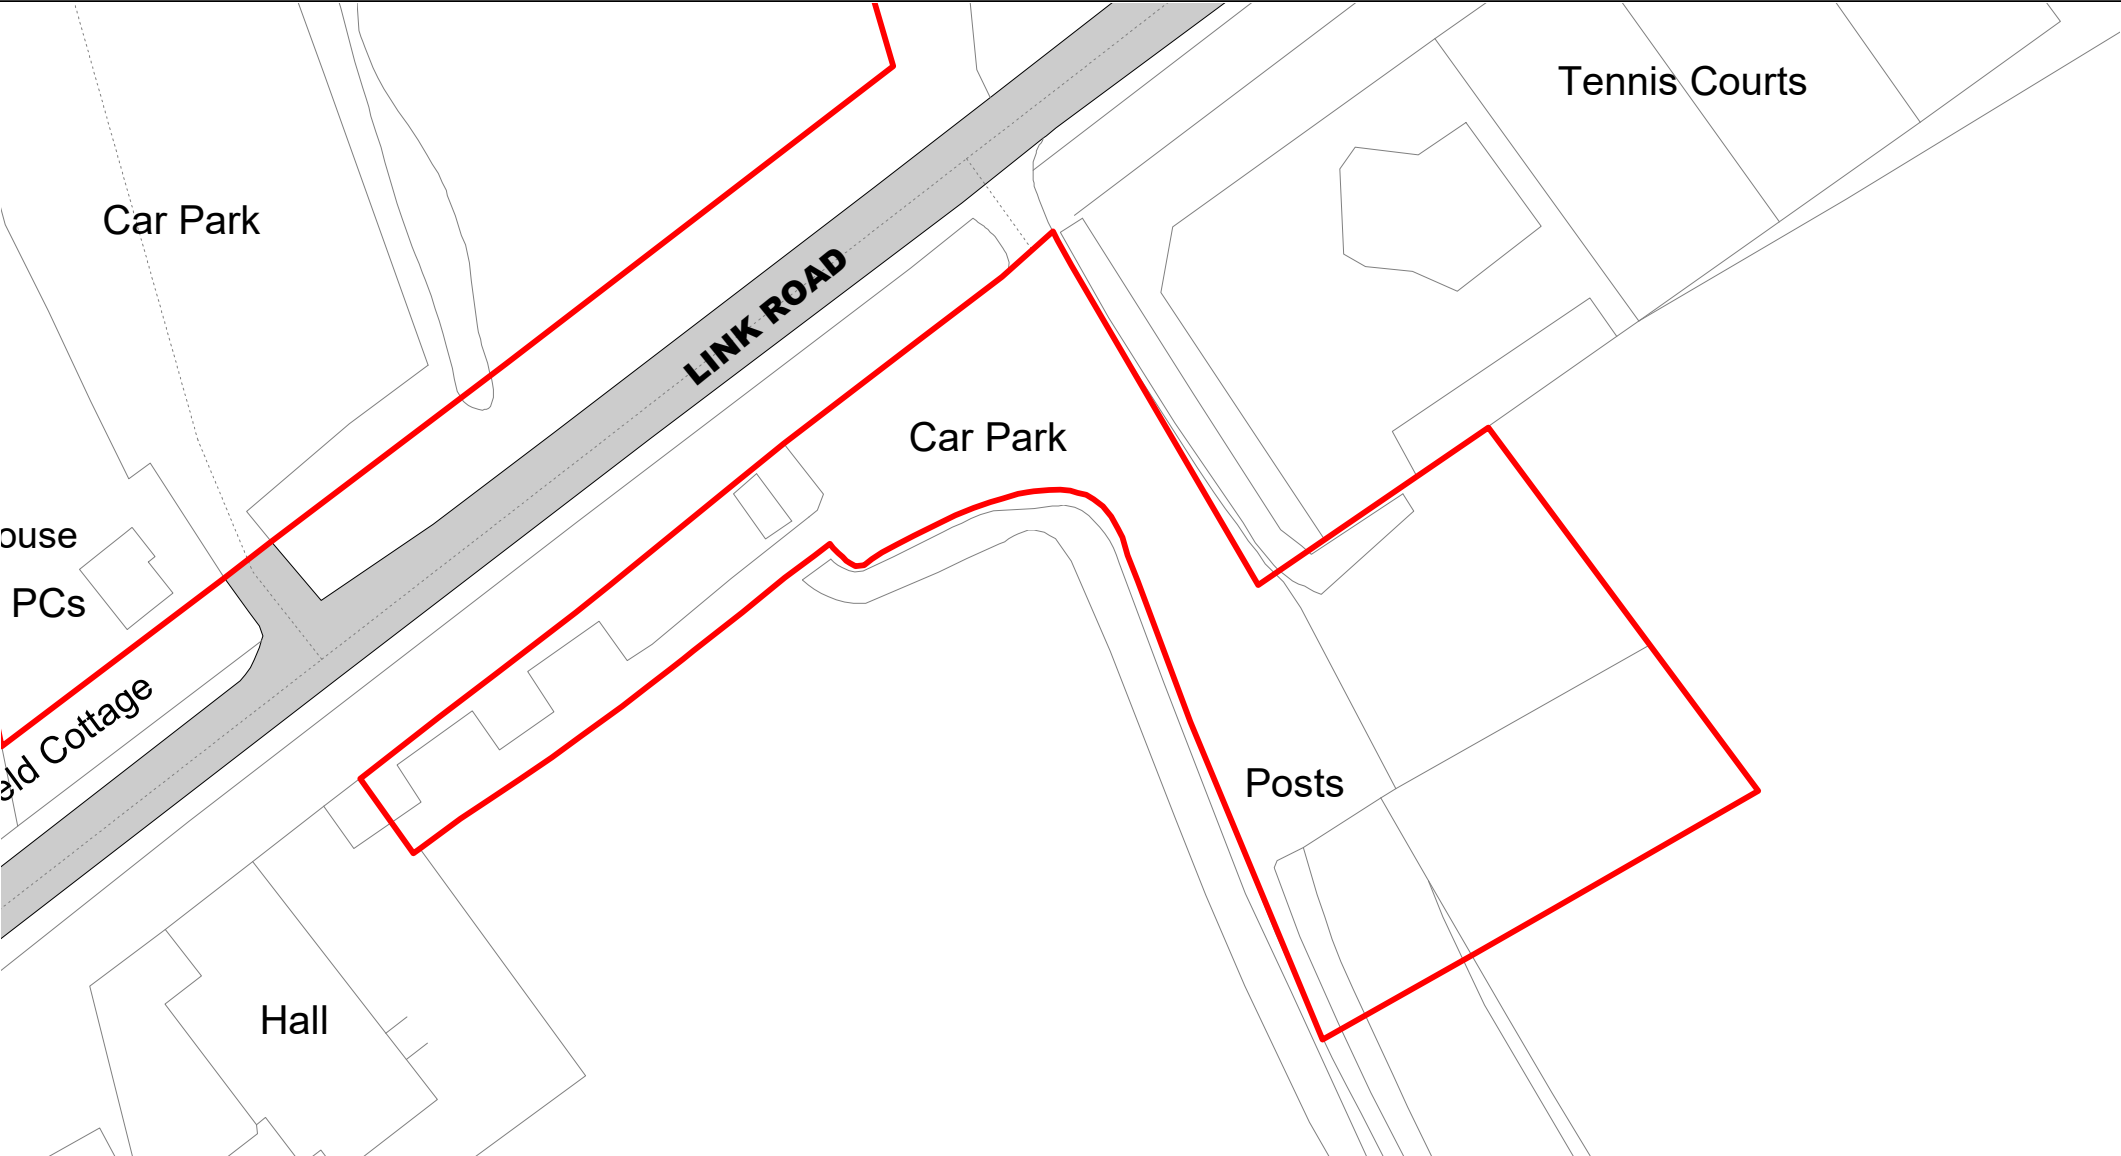 Tennis Courts
Car Park
LINK ROAD
Car Park
ouse
PCs
eld Cottage
Posts
Hall